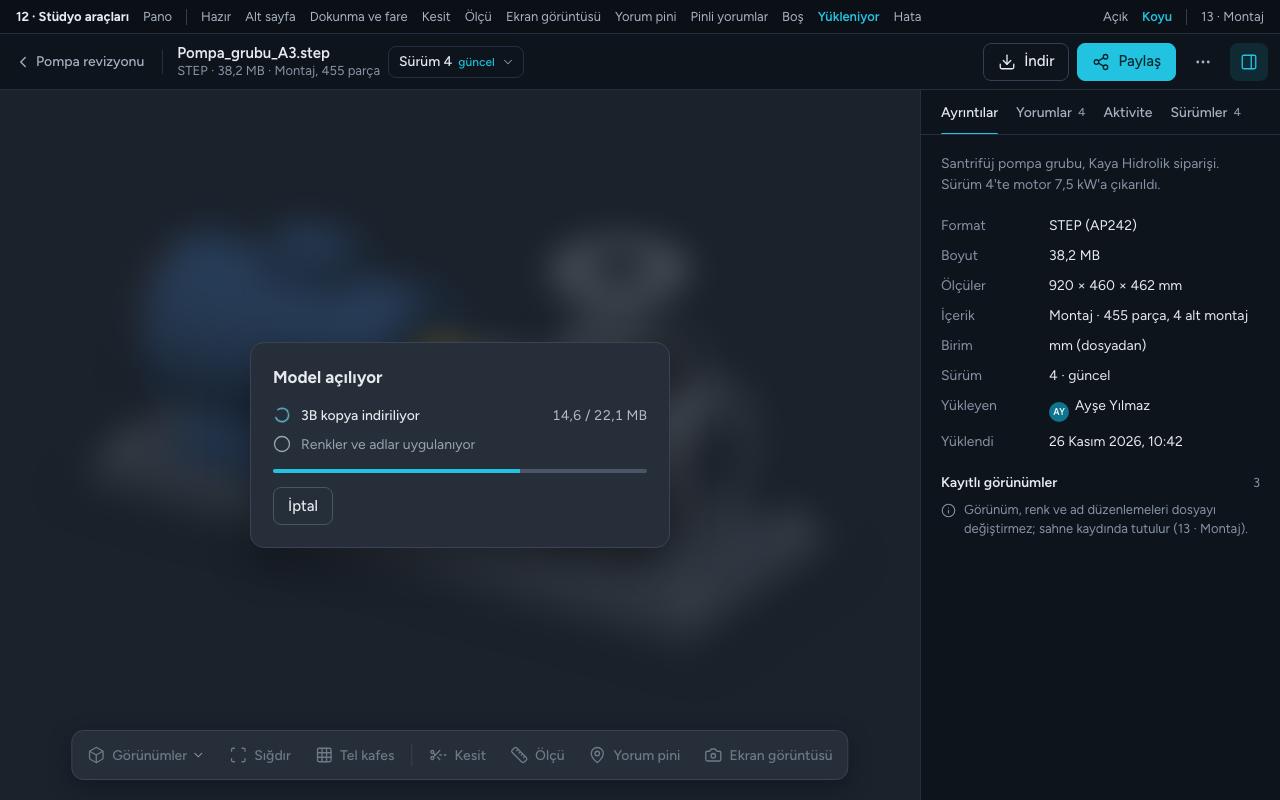 12 · Stüdyo araçları Pano Hazır Alt sayfa Dokunma ve fare Kesit Ölçü Ekran görüntüsü Yorum pini Pinli yorumlar Boş Yükleniyor Hata Açık Koyu 13 · Montaj
Pompa revizyonu
Pompa_grubu_A3.step
STEP · 38,2 MB · Montaj, 455 parça
Sürüm 4 güncel
İndir
Paylaş
Ayrıntılar Yorumlar 4 Aktivite Sürümler 4
Santrifüj pompa grubu, Kaya Hidrolik siparişi.
Sürüm 4'te motor 7,5 kW'a çıkarıldı.
Format STEP (AP242)
Boyut 38,2 MB
Ölçüler 920 × 460 × 462 mm
İçerik Montaj · 455 parça, 4 alt montaj
Birim mm (dosyadan)
Sürüm 4 · güncel
Yükleyen AY Ayşe Yılmaz
Yüklendi 26 Kasım 2026, 10:42
Kayıtlı görünümler 3
Görünüm, renk ve ad düzenlemeleri dosyayı
değiştirmez; sahne kaydında tutulur (13 · Montaj).
Model açılıyor
3B kopya indiriliyor 14,6 / 22,1 MB
Renkler ve adlar uygulanıyor
İptal
Görünümler Sığdır Tel kafes Kesit Ölçü Yorum pini Ekran görüntüsü